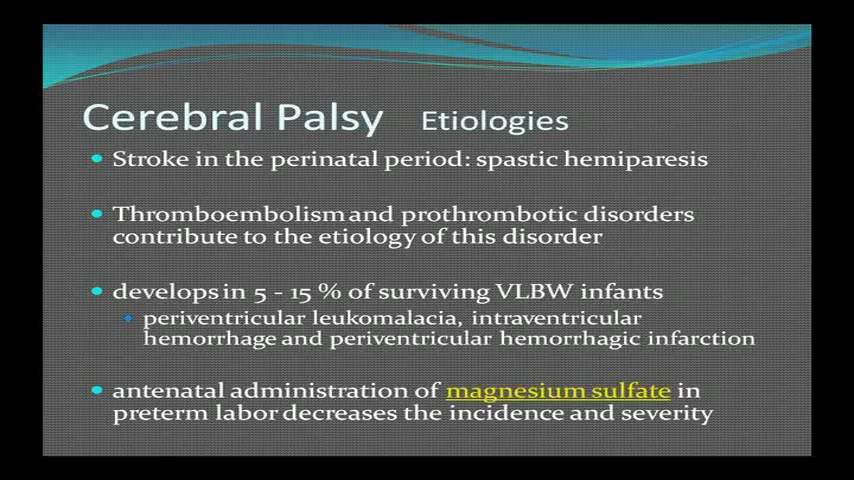 Cerebral Palsy Etiologies
Stroke in the perinatal period: spastic hemiparesis
Thromboembolism and prothrombotic disorders
contribute to the etiology of this disorder
develops in 5 - 15 % of surviving VLBW infants
periventricular leukomalacia, intraventricular
hemorrhage and periventricular hemorrhagic infarction
antenatal administration of magnesium sulfate in
preterm labor decreases the incidence and severity